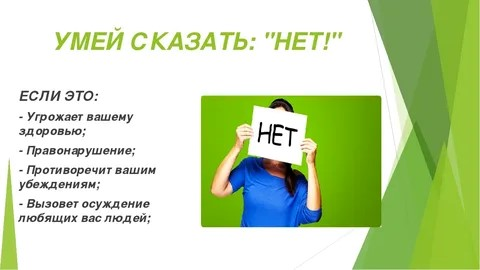 УМЕЙ СКАЗАТЬ: "НЕТ!"
ЕСЛИ ЭТО:
- Угрожает вашему
здоровью;
- Правонарушение;
- Противоречит вашим
убеждениям;
- Вызовет осуждение
любящих вас людей;
НЕТ